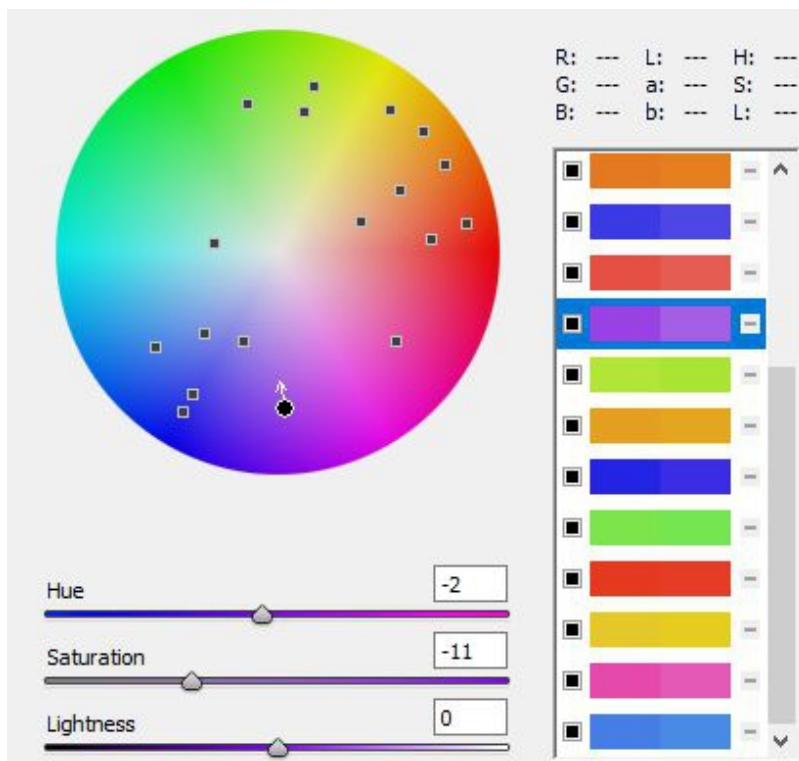 R: --- L: --- H: ---
G: --- a: --- S: ---
B: --- b: --- L: ---
Hue -2
Saturation -11
Lightness 0